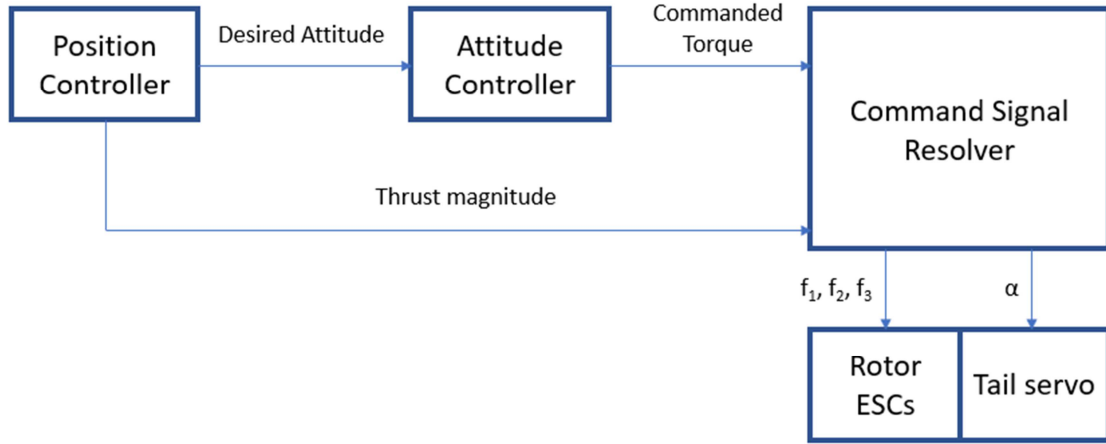 Position
Controller
Desired Attitude
Attitude
Controller
Commanded
Torque
Command Signal
Resolver
Thrust magnitude
f₁, f₂, f₃
α
Rotor
ESCs
Tail servo